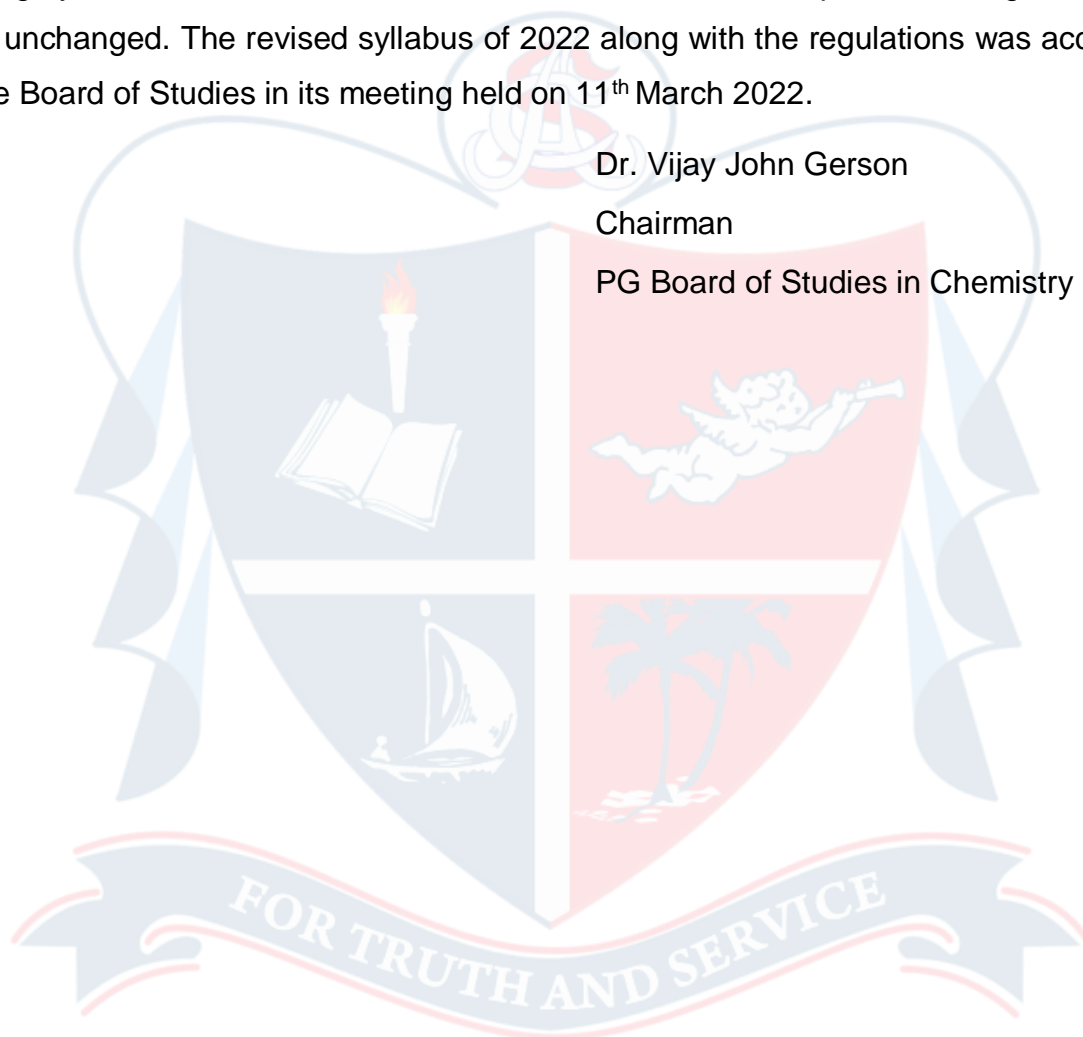 unchanged. The revised syllabus of 2022 along with the regulations was
Board of Studies in its meeting held on 11th March 2022.
Dr. Vijay John Gerson
Chairman
PG Board of Studies in Chemistry
FOR TRUTH AND SERVICE